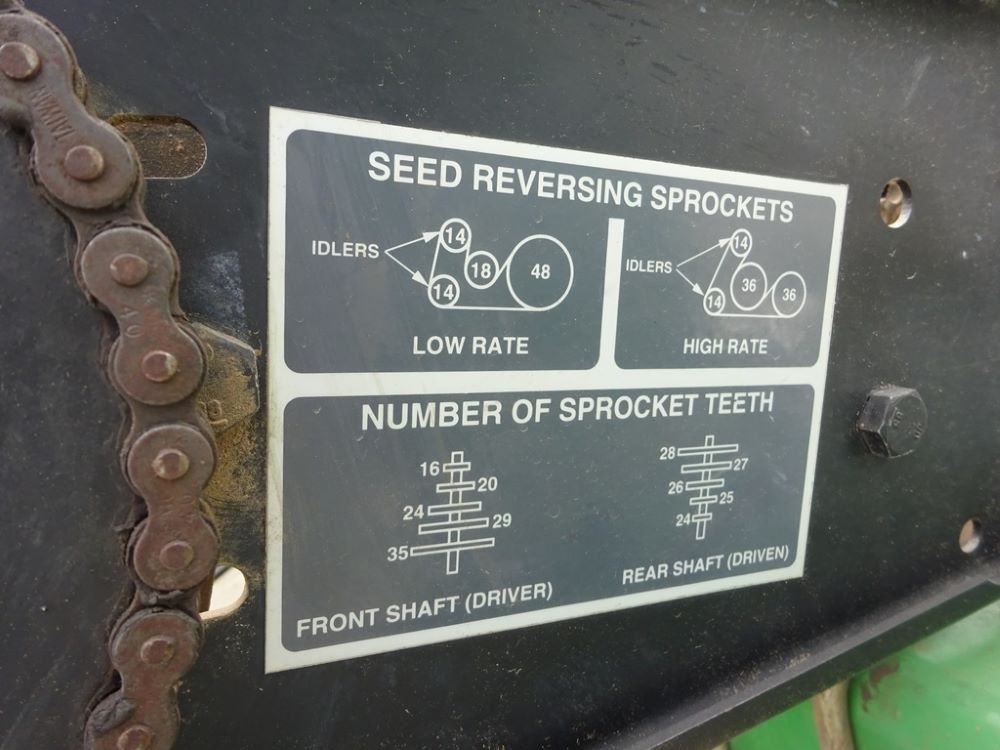 SEED REVERSING SPROCKETS
IDLERS
14
18
48
14
LOW RATE
IDLERS
14
36
36
14
HIGH RATE
NUMBER OF SPROCKET TEETH
16
20
24
29
35
FRONT SHAFT (DRIVER)
28
27
26
25
24
REAR SHAFT (DRIVEN)